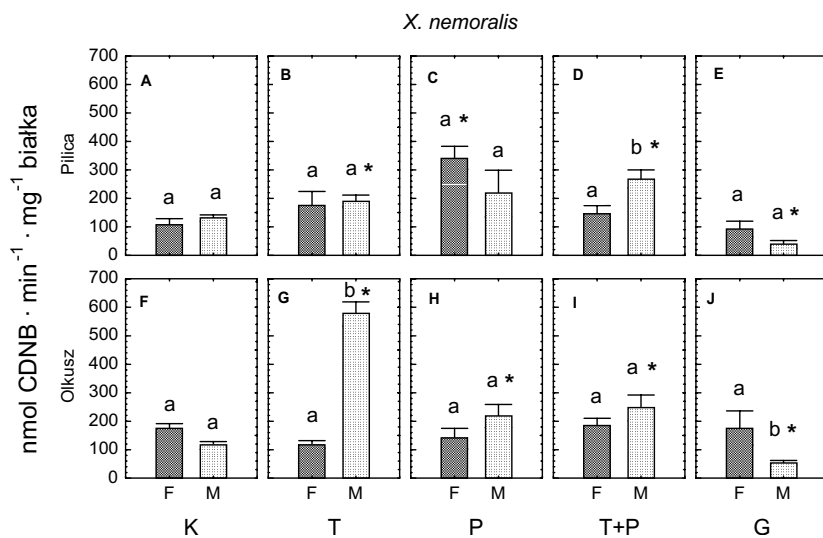 X. nemoralis
nmol CDNB · min⁻¹ · mg⁻¹ białka
Pilica
700
600
500
400
300
200
100
0
A
a a
B
a a *
C
a * a
D
a b *
E
a a *
Olkusz
700
600
500
400
300
200
100
0
F
a a
G
a b *
H
a a *
I
a a *
J
a b *
F M F M F M F M F M
K T P T+P G